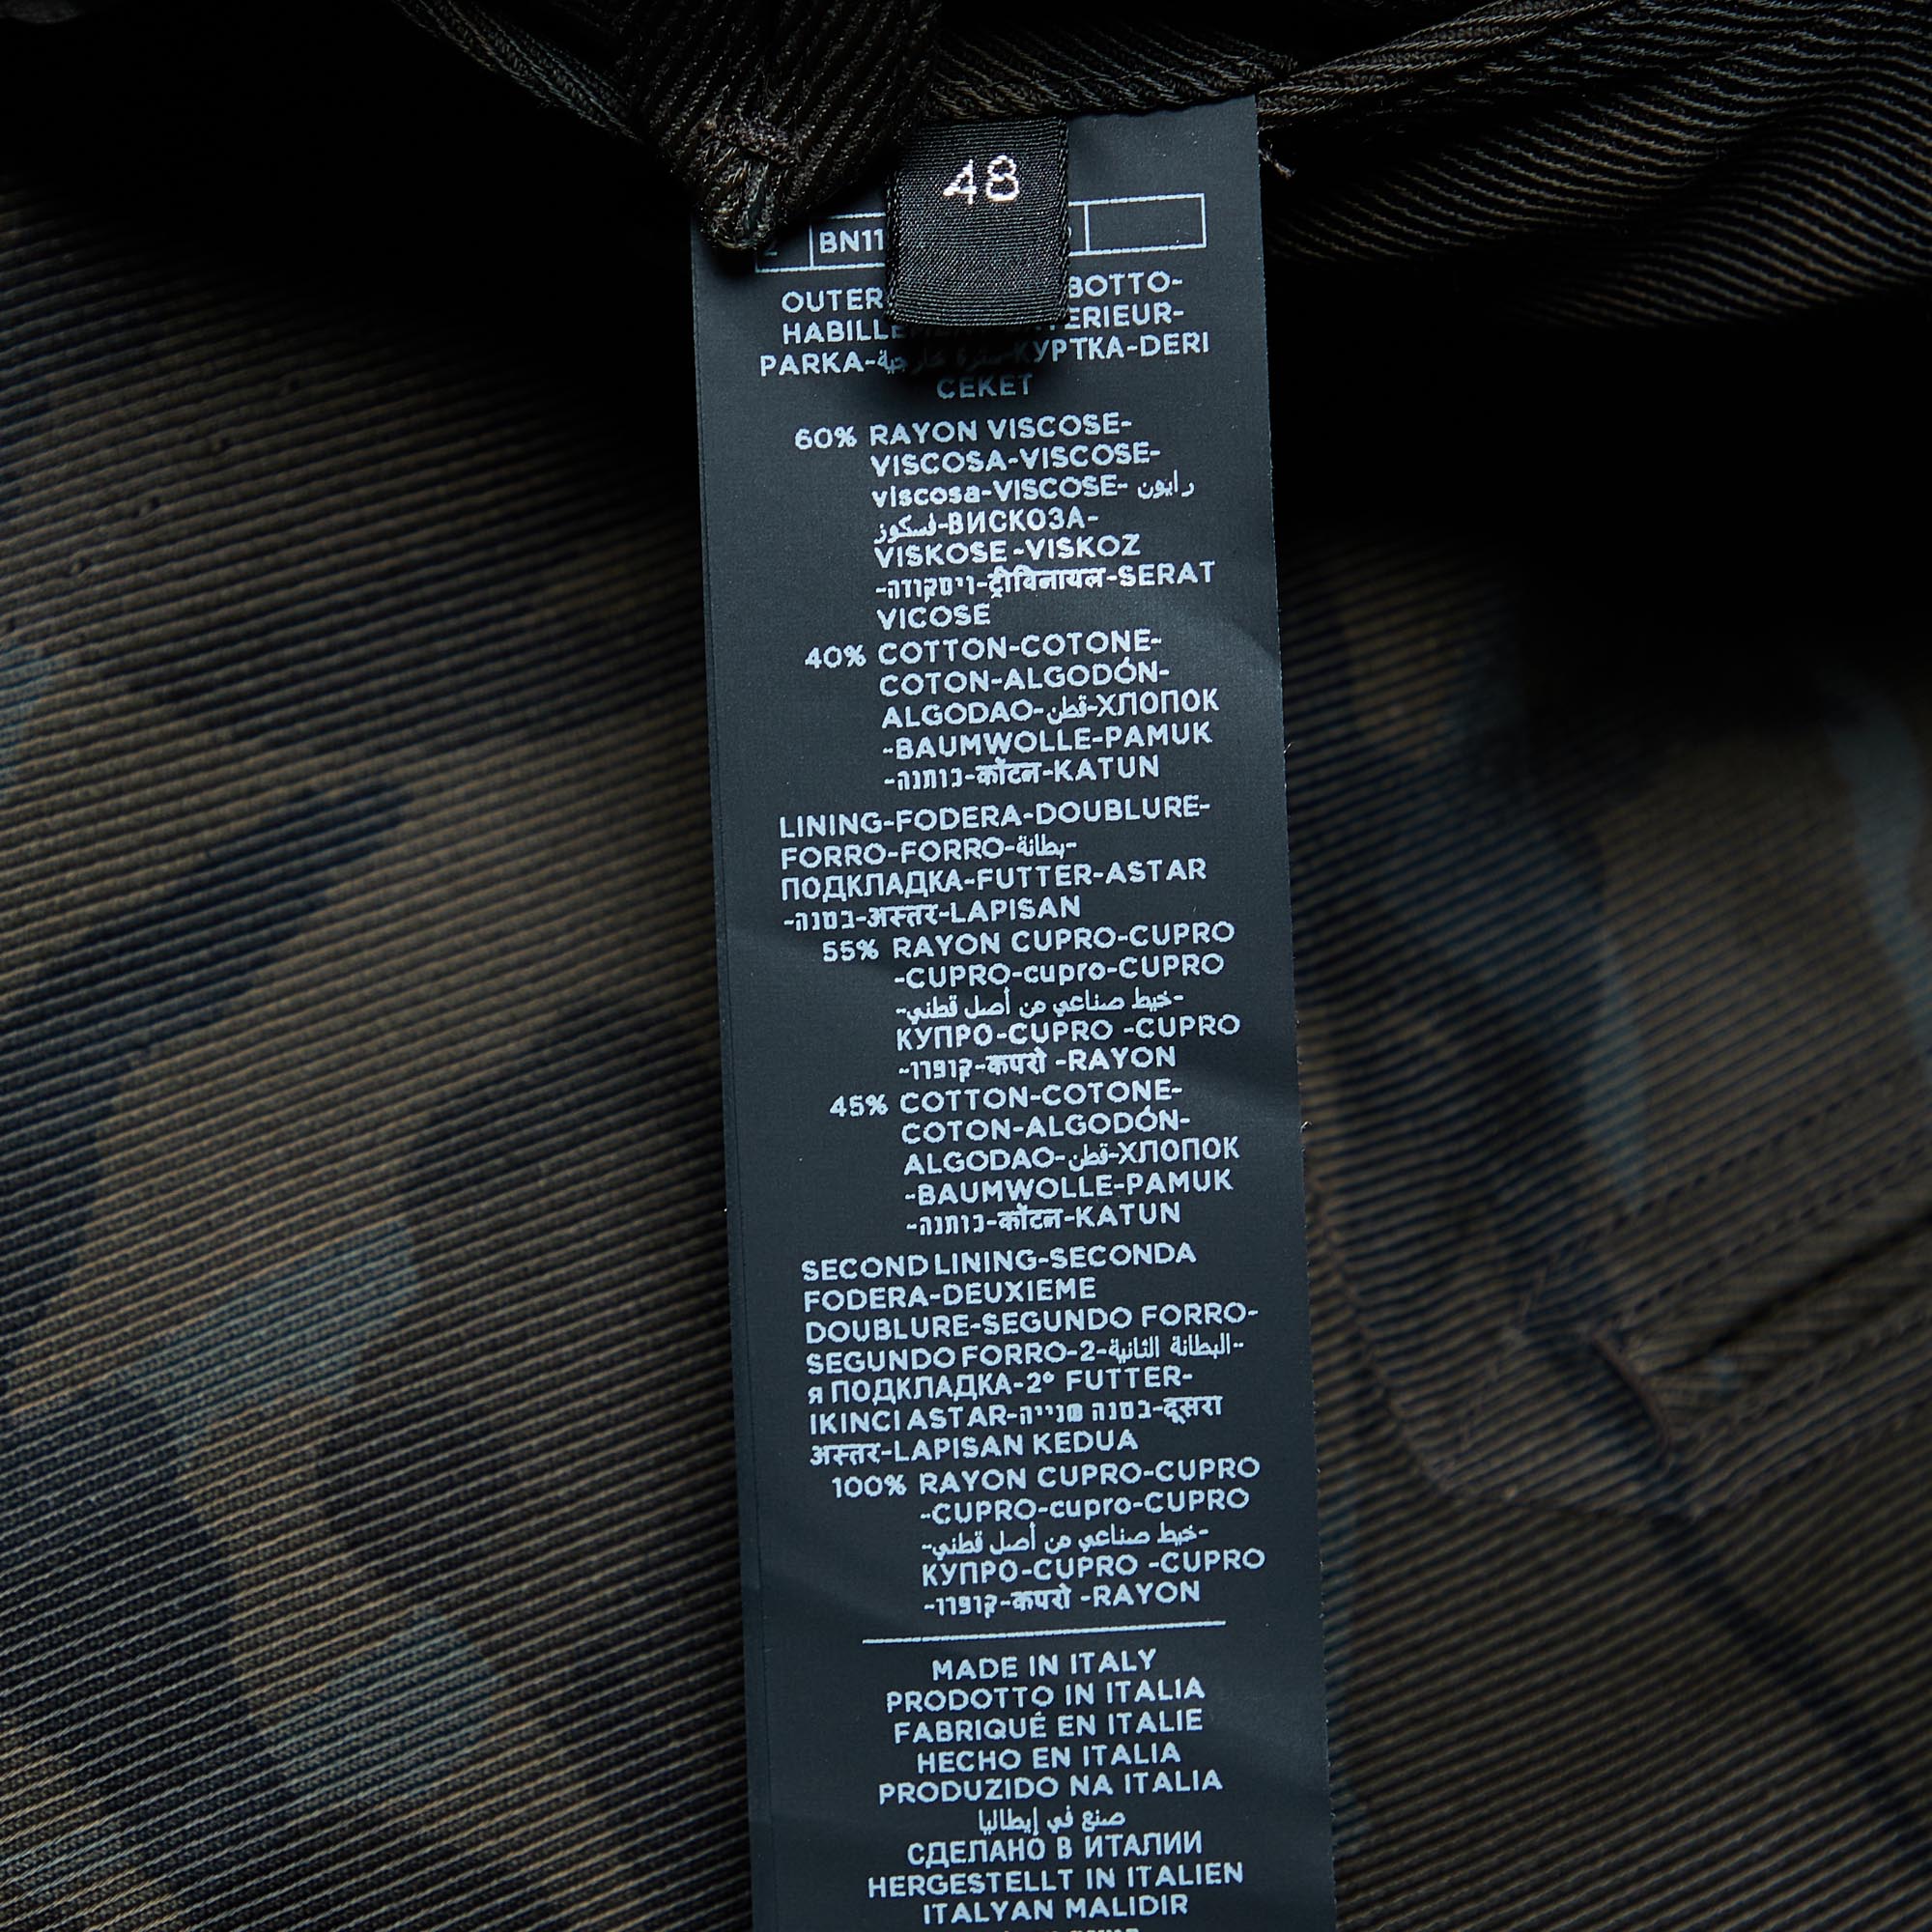 48
BN11
OUTER BOTTO-
HABILLE ERIEUR-
PARKA-سترة خارجية-КУРТКА-DERI
CEKET
60% RAYON VISCOSE-
VISCOSA-VISCOSE-
viscosa-VISCOSE- رايون
فسكوز-ВИСКОЗА-
VISKOSE-VISKOZ
-ויסקוזה-ट्रीविनायल-SERAT
VICOSE
40% COTTON-COTONE-
COTON-ALGODÓN-
ALGODAO-قطن-ХЛОПОК
-BAUMWOLLE-PAMUK
-כותנה-कॉटन-KATUN
LINING-FODERA-DOUBLURE-
FORRO-FORRO-بطانة-
ПОДКЛАДКА-FUTTER-ASTAR
-בטנה-अस्तर-LAPISAN
55% RAYON CUPRO-CUPRO
-CUPRO-cupro-CUPRO
-خيط صناعي من أصل قطني-
КУПРО-CUPRO -CUPRO
-קופרו-कपरो -RAYON
45% COTTON-COTONE-
COTON-ALGODÓN-
ALGODAO-قطن-ХЛОПОК
-BAUMWOLLE-PAMUK
-כותנה-कॉटन-KATUN
SECOND LINING-SECONDA
FODERA-DEUXIEME
DOUBLURE-SEGUNDO FORRO-
SEGUNDO FORRO-2-البطانة الثانية-
я ПОДКЛАДКА-2° FUTTER-
IKINCI ASTAR-בטנה שנייה-दूसरा
अस्तर-LAPISAN KEDUA
100% RAYON CUPRO-CUPRO
-CUPRO-cupro-CUPRO
-خيط صناعي من أصل قطني-
КУПРО-CUPRO -CUPRO
-קופרו-कपरो -RAYON
MADE IN ITALY
PRODOTTO IN ITALIA
FABRIQUÉ EN ITALIE
HECHO EN ITALIA
PRODUZIDO NA ITALIA
صنع في إيطاليا
СДЕЛАНО В ИТАЛИИ
HERGESTELLT IN ITALIEN
ITALYAN MALIDIR